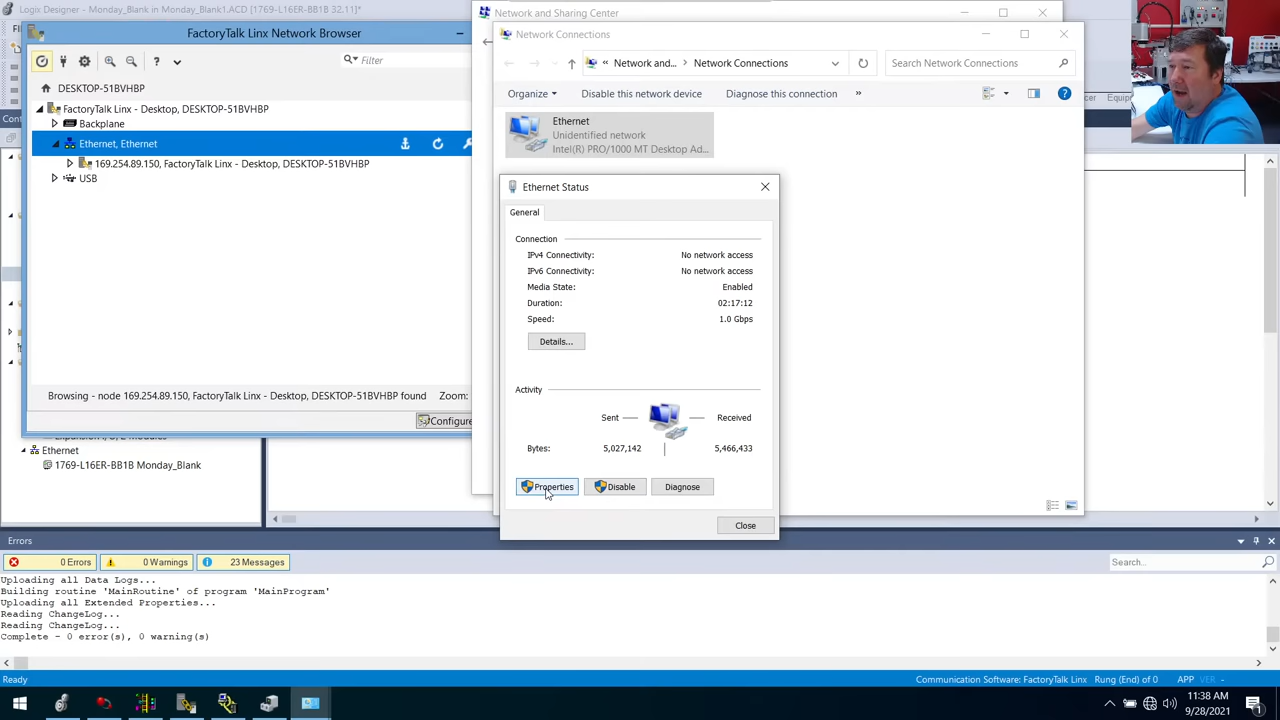 Logix Designer - Monday_Blank in Monday_Blank1.ACD [1769-L16ER-BB1B 32.11]*
FactoryTalk Linx Network Browser
Filter
DESKTOP-51BVHBP
FactoryTalk Linx - Desktop, DESKTOP-51BVHBP
Backplane
Ethernet, Ethernet
169.254.89.150, FactoryTalk Linx - Desktop, DESKTOP-51BVHBP
USB
Browsing - node 169.254.89.150, FactoryTalk Linx - Desktop, DESKTOP-51BVHBP found
Zoom:
Configure
Ethernet
1769-L16ER-BB1B Monday_Blank
Network and Sharing Center
Network Connections
« Network and... > Network Connections
Search Network Connections
Organize
Disable this network device
Diagnose this connection
»
Ethernet
Unidentified network
Intel(R) PRO/1000 MT Desktop Ad...
Ethernet Status
General
Connection
IPv4 Connectivity: No network access
IPv6 Connectivity: No network access
Media State: Enabled
Duration: 02:17:12
Speed: 1.0 Gbps
Details...
Activity
Sent
Received
Bytes: 5,027,142 5,466,433
Properties
Disable
Diagnose
Close
Errors
0 Errors
0 Warnings
23 Messages
Search...
Uploading all Data Logs...
Building routine 'MainRoutine' of program 'MainProgram'
Uploading all Extended Properties...
Reading ChangeLog...
Reading ChangeLog...
Complete - 0 error(s), 0 warning(s)
Ready
Communication Software: FactoryTalk Linx
Rung (End) of 0
APP
VER
11:38 AM
9/28/2021
1